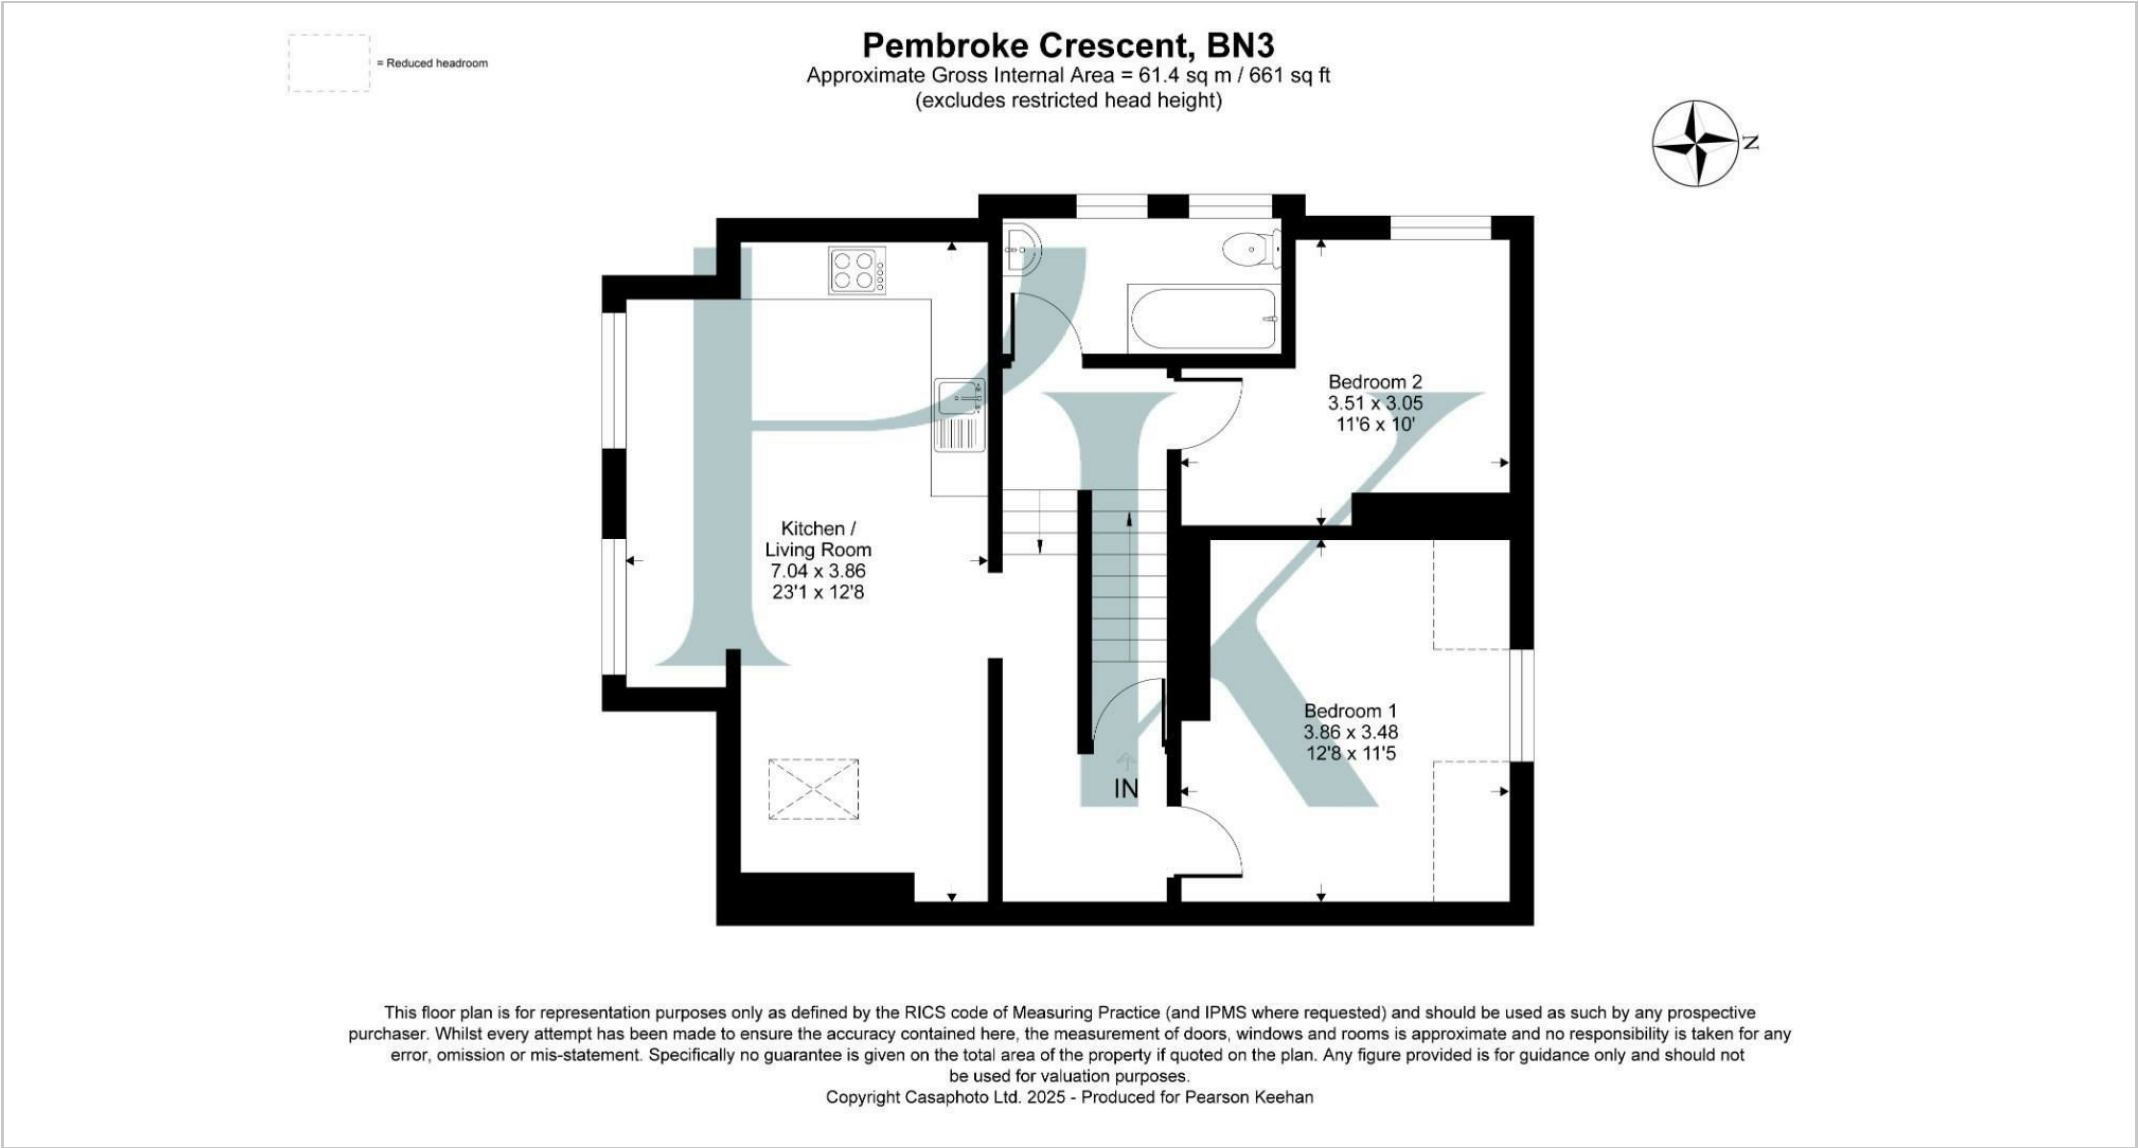 Pembroke Crescent, BN3
Approximate Gross Internal Area = 61.4 sq m / 661 sq ft
(excludes restricted head height)
= Reduced headroom
N
Bedroom 2
3.51 x 3.05
11'6 x 10'
Kitchen /
Living Room
7.04 x 3.86
23'1 x 12'8
Bedroom 1
3.86 x 3.48
12'8 x 11'5
IN
PK
This floor plan is for representation purposes only as defined by the RICS code of Measuring Practice (and IPMS where requested) and should be used as such by any prospective
purchaser. Whilst every attempt has been made to ensure the accuracy contained here, the measurement of doors, windows and rooms is approximate and no responsibility is taken for any
error, omission or mis-statement. Specifically no guarantee is given on the total area of the property if quoted on the plan. Any figure provided is for guidance only and should not
be used for valuation purposes.
Copyright Casaphoto Ltd. 2025 - Produced for Pearson Keehan